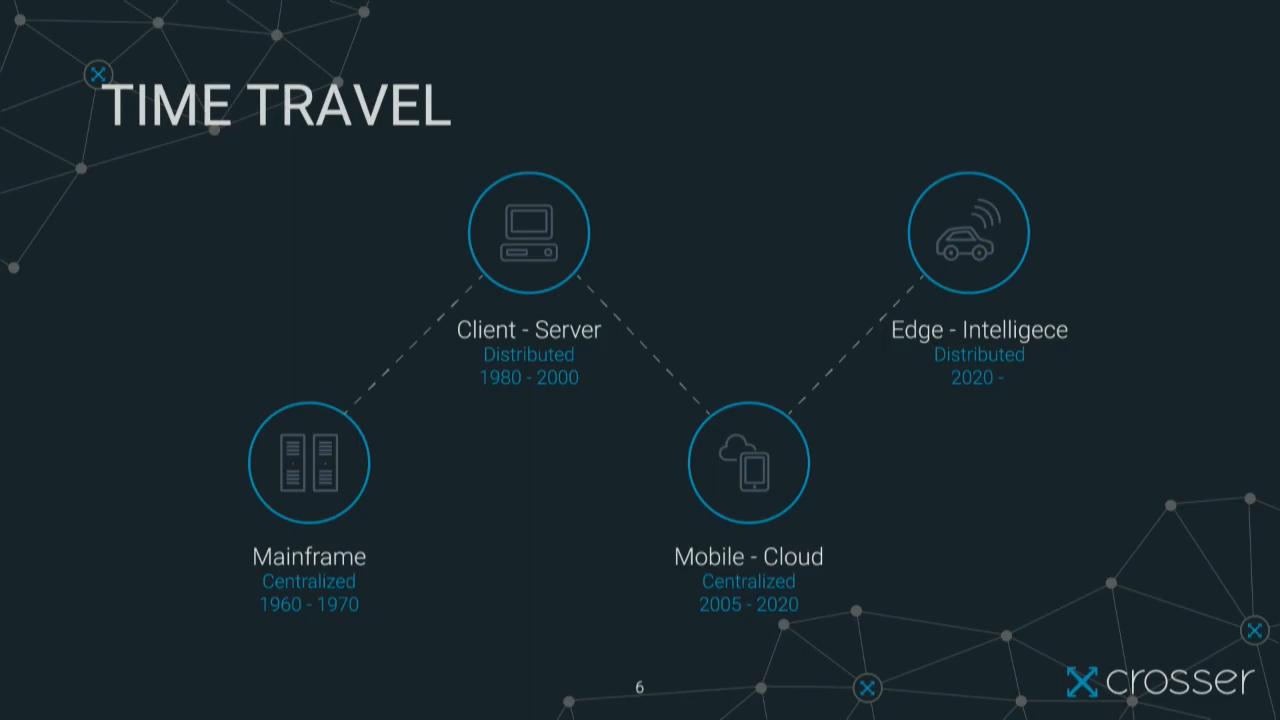 TIME TRAVEL
Client - Server
Distributed
1980 - 2000
Edge - Intelligece
Distributed
2020 -
Mainframe
Centralized
1960 - 1970
Mobile - Cloud
Centralized
2005 - 2020
6
crosser